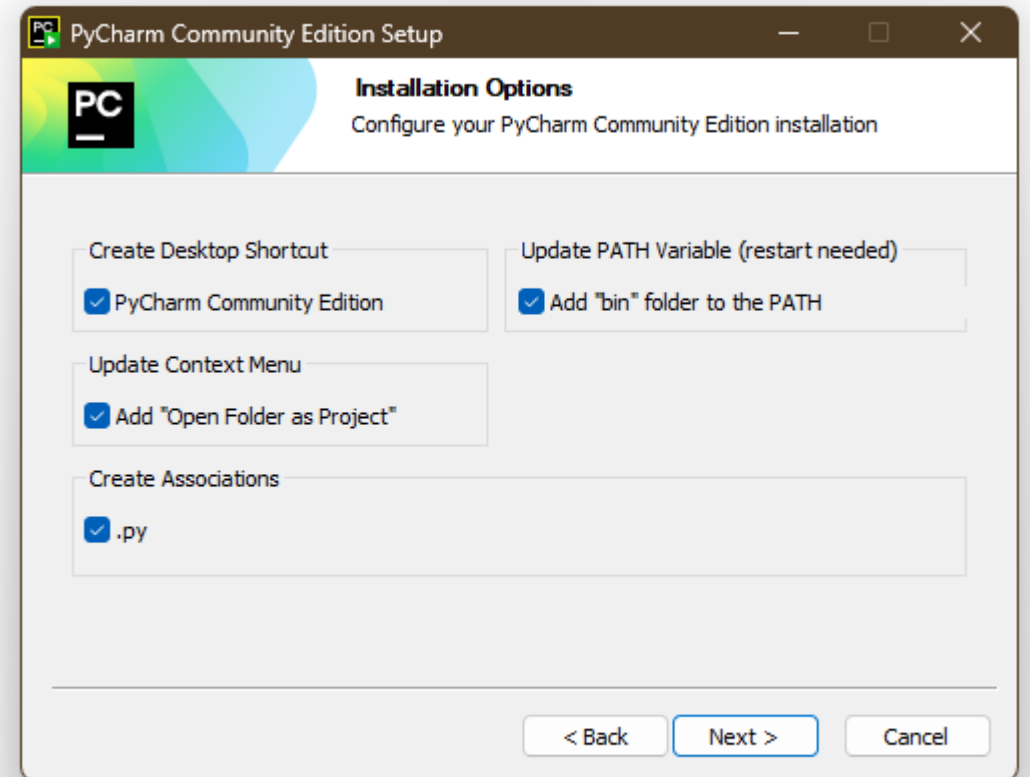 PyCharm Community Edition Setup
PC
Installation Options
Configure your PyCharm Community Edition installation
Create Desktop Shortcut
PyCharm Community Edition
Update PATH Variable (restart needed)
Add "bin" folder to the PATH
Update Context Menu
Add "Open Folder as Project"
Create Associations
.py
< Back
Next >
Cancel